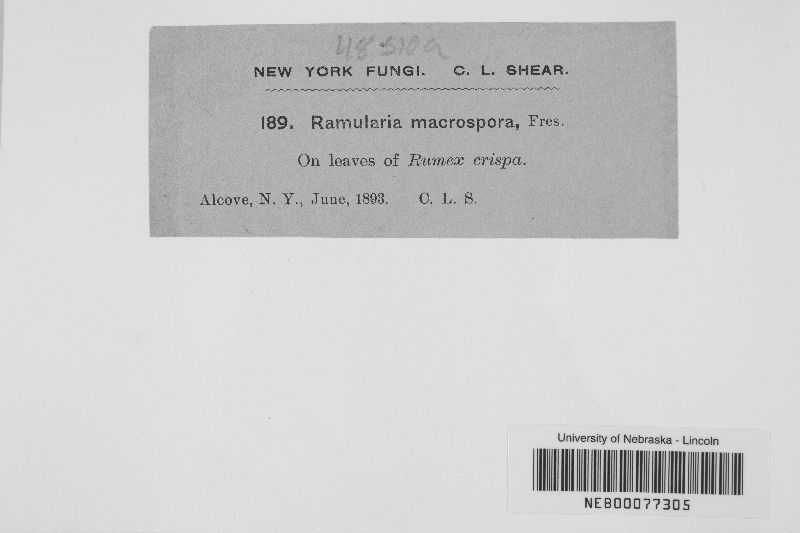 NEW YORK FUNGI. C. L. SHEAR.
189. Ramularia macrospora, Fres.
On leaves of Rumex crispa.
Alcove, N. Y., June, 1893. C. L. S.
University of Nebraska - Lincoln
NEB00077305